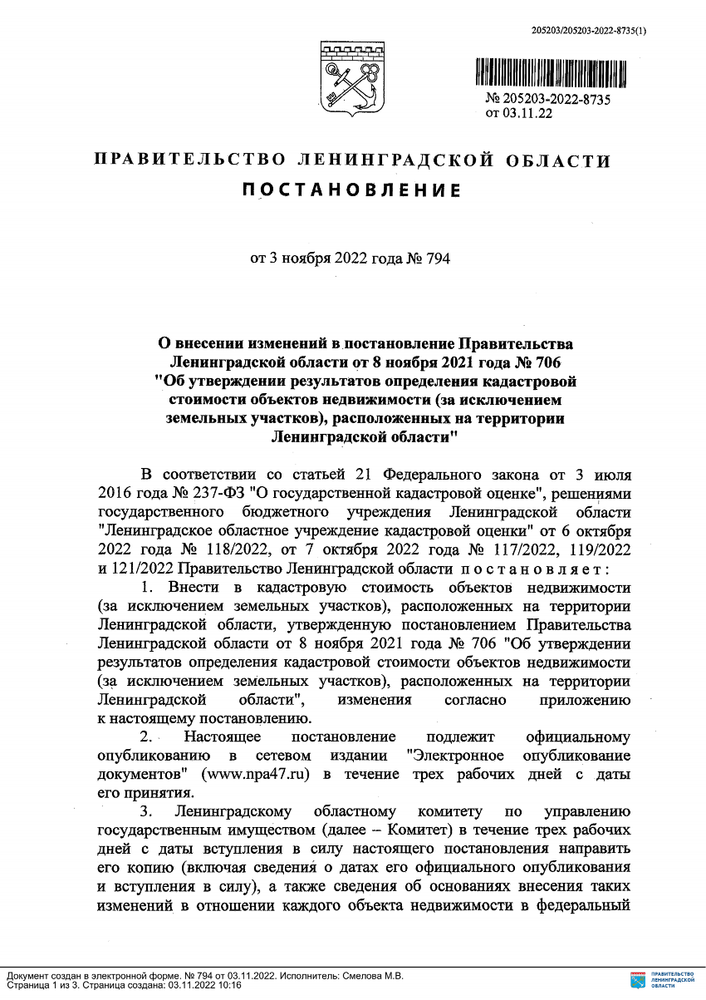 205203/205203-2022-8735(1)
№ 205203-2022-8735
от 03.11.22
ПРАВИТЕЛЬСТВО ЛЕНИНГРАДСКОЙ ОБЛАСТИ
ПОСТАНОВЛЕНИЕ
от 3 ноября 2022 года № 794
О внесении изменений в постановление Правительства
Ленинградской области от 8 ноября 2021 года № 706
"Об утверждении результатов определения кадастровой
стоимости объектов недвижимости (за исключением
земельных участков), расположенных на территории
Ленинградской области"
В соответствии со статьей 21 Федерального закона от 3 июля
2016 года № 237-ФЗ "О государственной кадастровой оценке", решениями
государственного бюджетного учреждения Ленинградской области
"Ленинградское областное учреждение кадастровой оценки" от 6 октября
2022 года № 118/2022, от 7 октября 2022 года № 117/2022, 119/2022
и 121/2022 Правительство Ленинградской области п о с т а н о в л я е т :
1. Внести в кадастровую стоимость объектов недвижимости
(за исключением земельных участков), расположенных на территории
Ленинградской области, утвержденную постановлением Правительства
Ленинградской области от 8 ноября 2021 года № 706 "Об утверждении
результатов определения кадастровой стоимости объектов недвижимости
(за исключением земельных участков), расположенных на территории
Ленинградской области", изменения согласно приложению
к настоящему постановлению.
2. Настоящее постановление подлежит официальному
опубликованию в сетевом издании "Электронное опубликование
документов" (www.npa47.ru) в течение трех рабочих дней с даты
его принятия.
3. Ленинградскому областному комитету по управлению
государственным имуществом (далее – Комитет) в течение трех рабочих
дней с даты вступления в силу настоящего постановления направить
его копию (включая сведения о датах его официального опубликования
и вступления в силу), а также сведения об основаниях внесения таких
изменений в отношении каждого объекта недвижимости в федеральный
Документ создан в электронной форме. № 794 от 03.11.2022. Исполнитель: Смелова М.В.
Страница 1 из 3. Страница создана: 03.11.2022 10:16
ПРАВИТЕЛЬСТВО
ЛЕНИНГРАДСКОЙ
ОБЛАСТИ